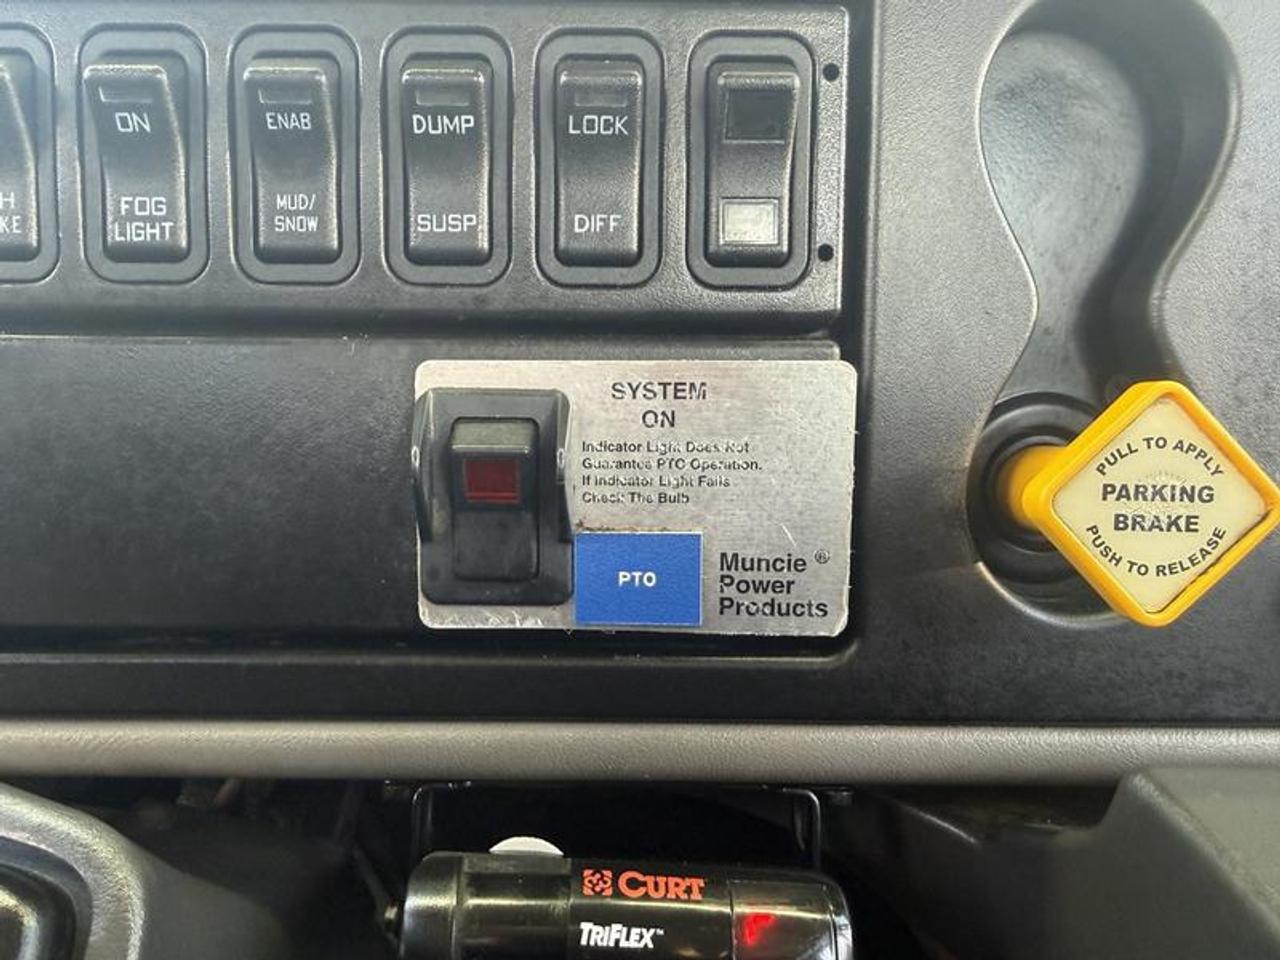 ON
FOG
LIGHT
ENAB
MUD/
SNOW
DUMP
SUSP
LOCK
DIFF
SYSTEM
ON
Indicator Light Does Not
Guarantee PTO Operation.
If Indicator Light Fails
Check The Bulb
PTO
Muncie ®
Power
Products
PULL TO APPLY
PARKING
BRAKE
PUSH TO RELEASE
CURT
TRIFLEX™